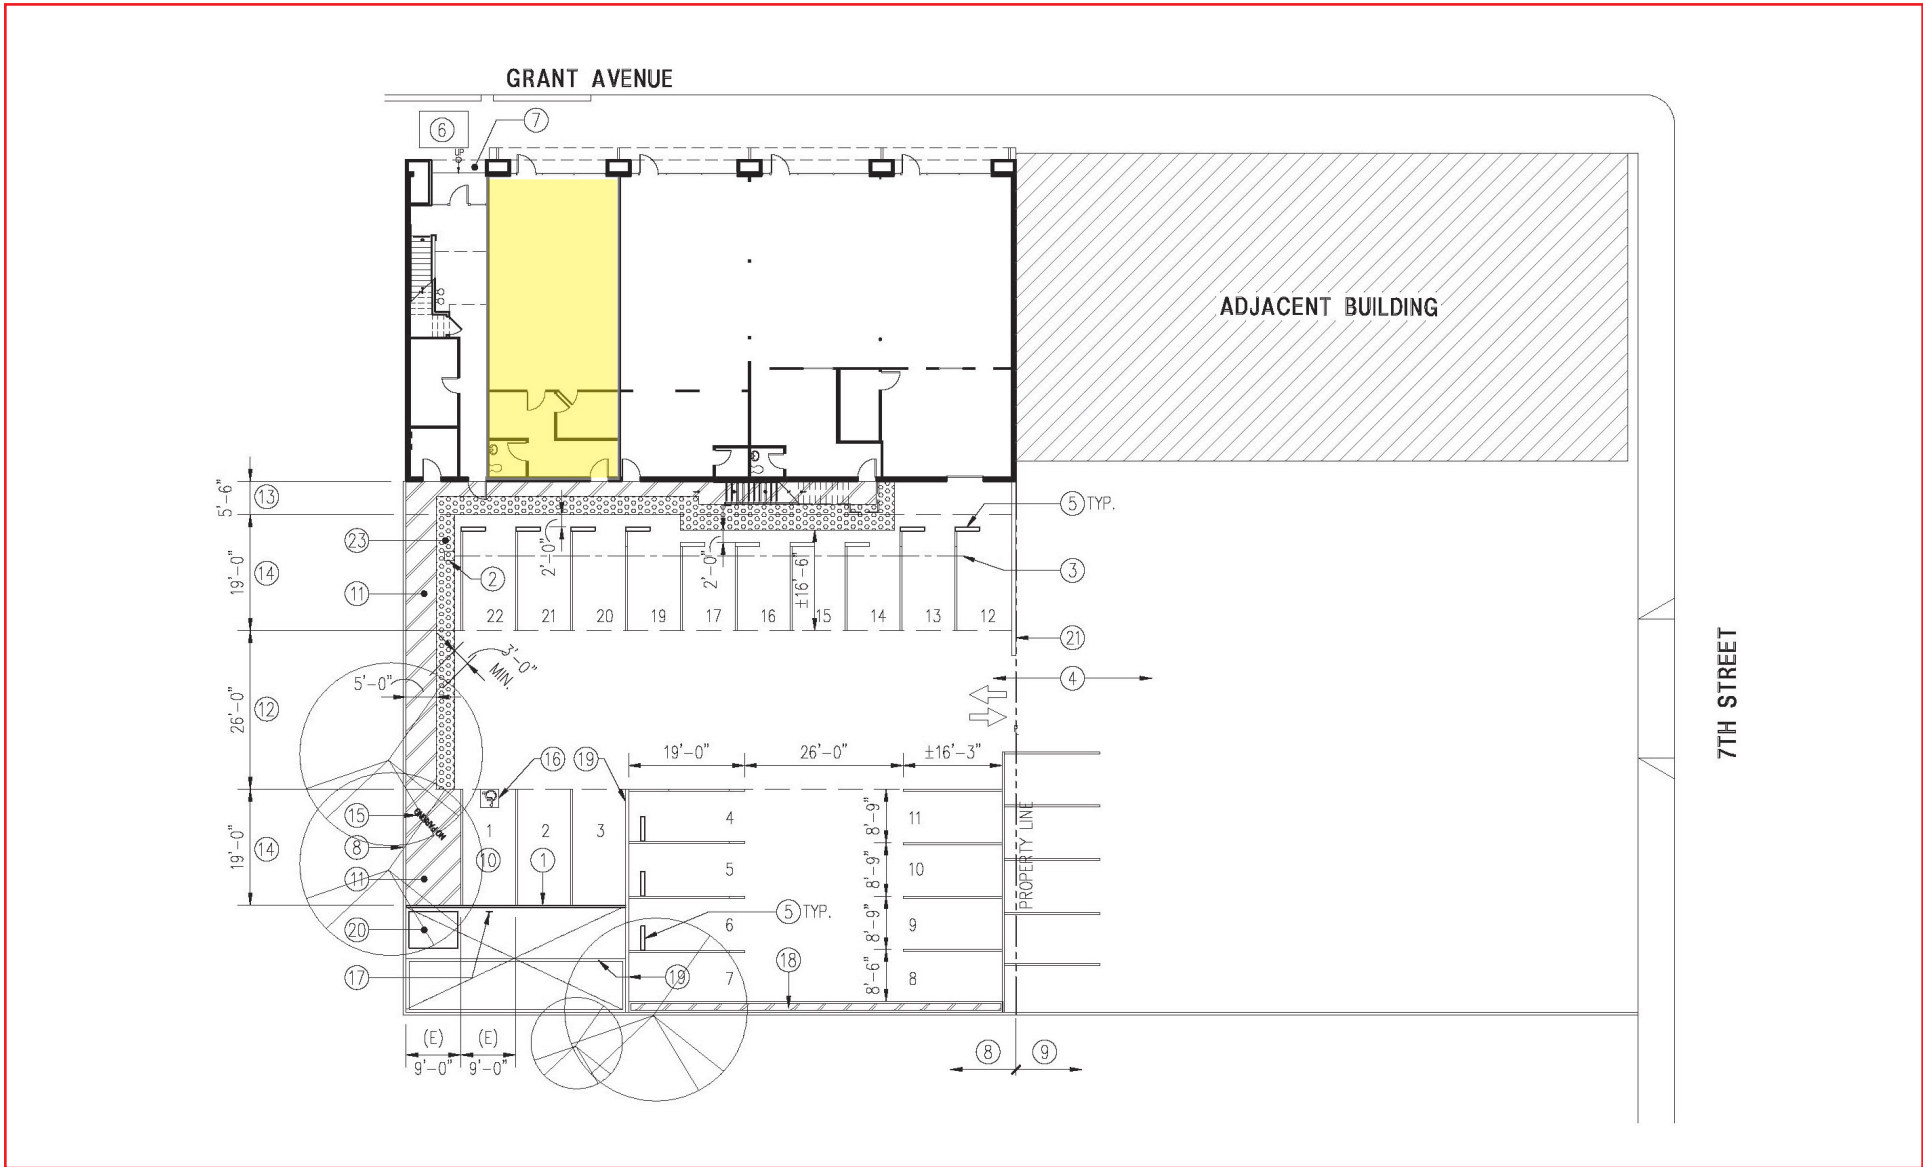 GRANT AVENUE
6
7
UP
ADJACENT BUILDING
5'-6"
13
5 TYP.
23
2'-0"
2'-0"
±16'-6"
2
3
19'-0"
14
11
22 21 20 19 17 16 15 14 13 12
21
3'-0"
MIN.
5'-0"
4
26'-0"
12
7TH STREET
16
19
19'-0" 26'-0" ±16'-3"
15
NO PARKING
8
19'-0"
14
11
1 2 3
10 1
4 8'-9" 11
5 8'-9" 10
6 8'-9" 9
7 8'-6" 8
PROPERTY LINE
5 TYP.
20
17
19
18
(E) (E)
9'-0" 9'-0"
8 9